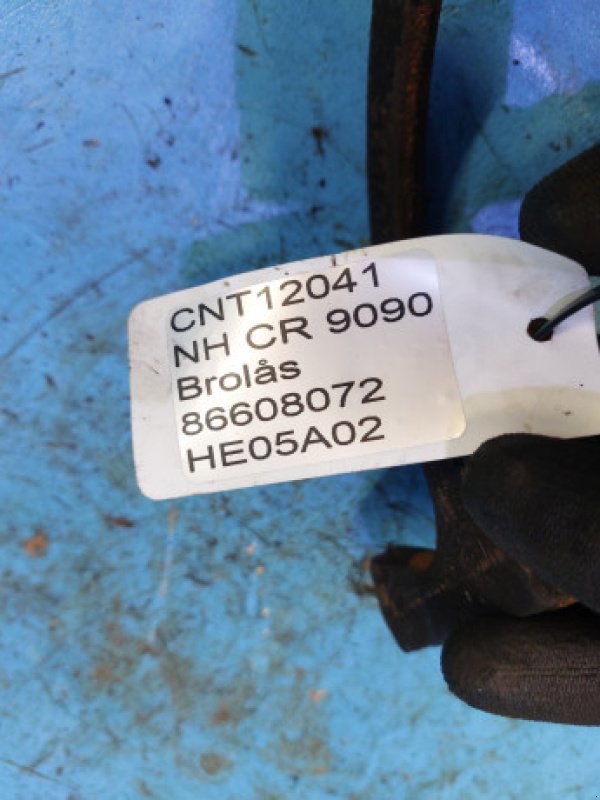 CNT12041
NH CR 9090
Brolås
86608072
HE05A02